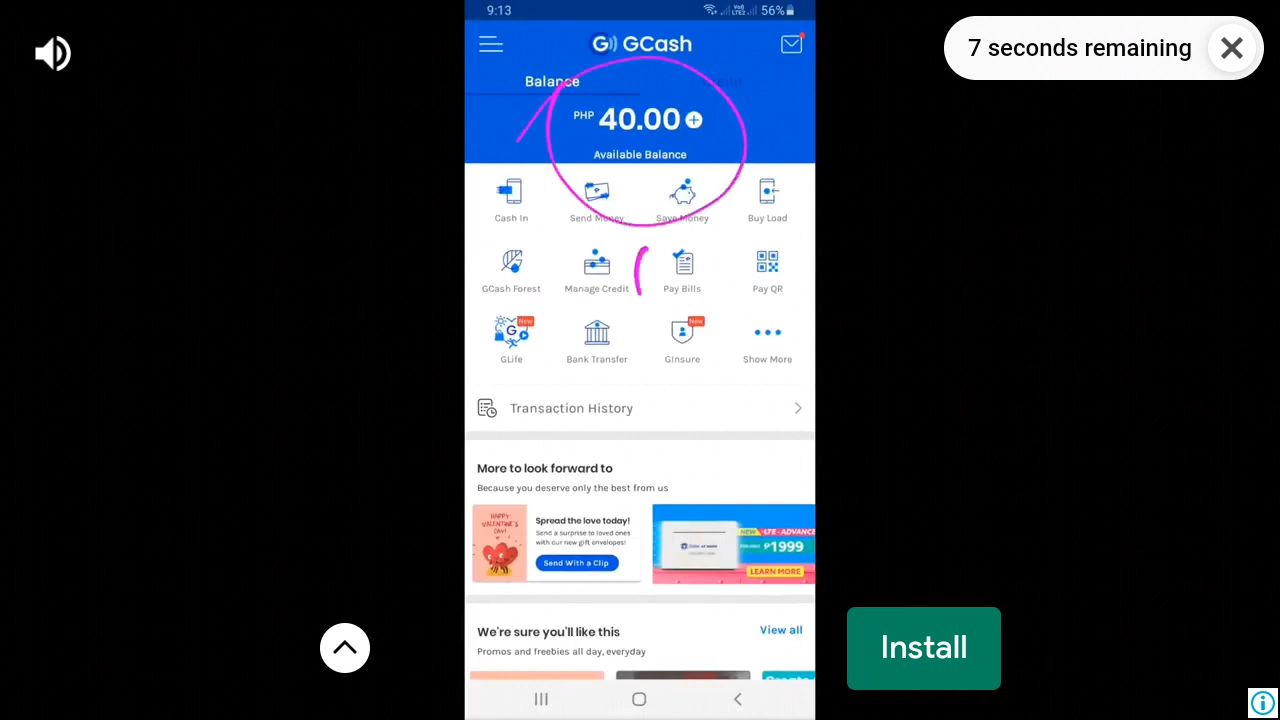 9:13
56%
7 seconds remaining
GCash
Balance
PHP 40.00
Available Balance
Cash In
Send Money
Save Money
Buy Load
GCash Forest
Manage Credit
Pay Bills
Pay QR
New
New
GLife
Bank Transfer
GInsure
Show More
Transaction History
More to look forward to
Because you deserve only the best from us
HAPPY
VALENTINE'S
DAY!
Spread the love today!
Send a surprise to loved ones
with our new gift envelopes!
Send With a Clip
NEW
ATE-ADVANCE
₱1999
LEARN MORE
We're sure you'll like this
View all
Promos and freebies all day, everyday
Install